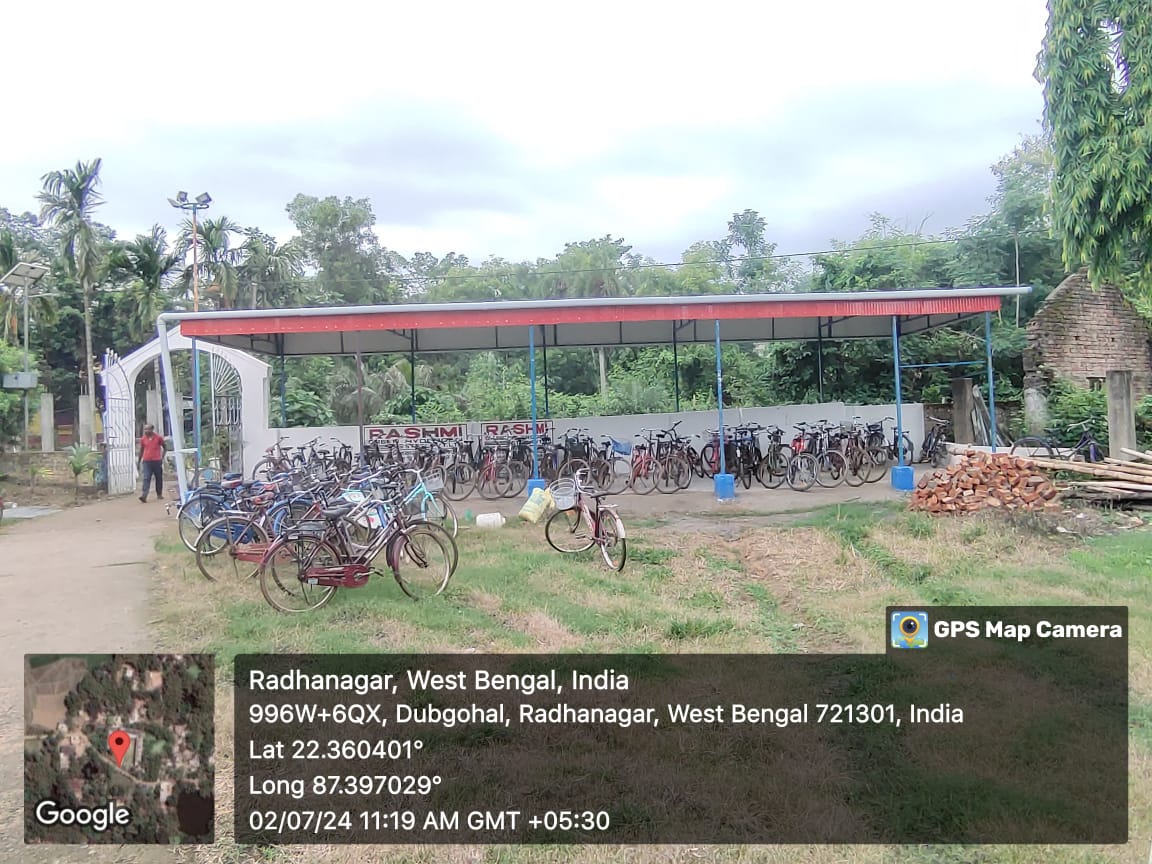 RASHMI
RASHMI
GPS Map Camera
Radhanagar, West Bengal, India
996W+6QX, Dubgohal, Radhanagar, West Bengal 721301, India
Lat 22.360401°
Long 87.397029°
02/07/24 11:19 AM GMT +05:30
Google